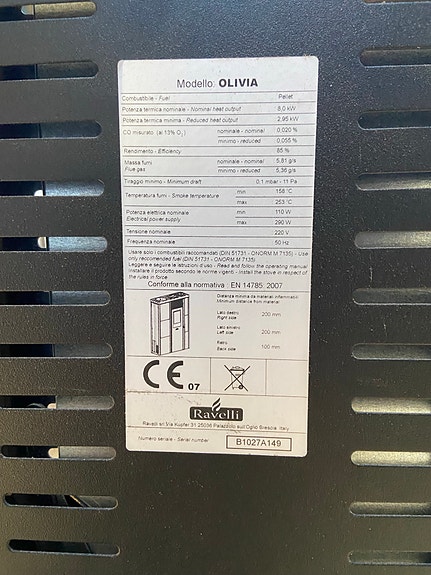 Modello: OLIVIA
Combustibile - Fuel Pellet
Potenza termica nominale - Nominal heat output 8,0 kW
Potenza termica minima - Reduced heat output 2,95 kW
CO misurato (al 13% O2) nominale - nominal 0,020 %
minimo - reduced 0,055 %
Rendimento - Efficiency 85 %
Massa fumi nominale - nominal 5,81 g/s
Flue gas minimo - reduced 5,36 g/s
Tiraggio minimo - Minimum draft 0,1 mbar - 11 Pa
Temperatura fumi - Smoke temperature min 158 °C
max 253 °C
Potenza elettrica nominale min 110 W
Electrical power supply max 290 W
Tensione nominale 220 V
Frequenza nominale 50 Hz
Usare solo i combustibili raccomandati (DIN 51731 - ONORM M 7135) - Use
only reccomended fuel (DIN 51731 - ONORM M 7135)
Leggere e seguire le istruzioni d'uso - Read and follow the operating manual
Installare il prodotto secondo le norme vigenti - Install the stove in respect of
the rules in force
Conforme alla normativa : EN 14785: 2007
Distanza minima da materiali infiammabili
Minimum distance from material
Lato destro
Right side 200 mm
Lato sinistro
Left side 200 mm
Retro
Back side 100 mm
CE 07
Ravelli
Ravelli srl Via Kupfer 31 25036 Palazzolo sull'Oglio Brescia Italy
Numero seriale - Serial number B1027A149